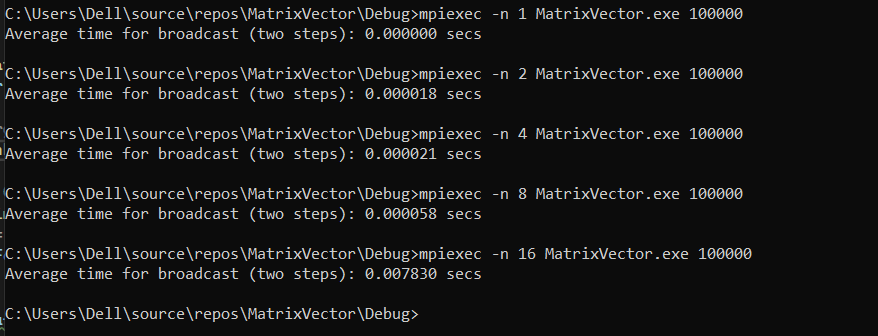 C:\Users\Dell\source\repos\MatrixVector\Debug>mpiexec -n 1 MatrixVector.exe 100000
Average time for broadcast (two steps): 0.000000 secs
C:\Users\Dell\source\repos\MatrixVector\Debug>mpiexec -n 2 MatrixVector.exe 100000
Average time for broadcast (two steps): 0.000018 secs
C:\Users\Dell\source\repos\MatrixVector\Debug>mpiexec -n 4 MatrixVector.exe 100000
Average time for broadcast (two steps): 0.000021 secs
C:\Users\Dell\source\repos\MatrixVector\Debug>mpiexec -n 8 MatrixVector.exe 100000
Average time for broadcast (two steps): 0.000058 secs
C:\Users\Dell\source\repos\MatrixVector\Debug>mpiexec -n 16 MatrixVector.exe 100000
Average time for broadcast (two steps): 0.007830 secs
C:\Users\Dell\source\repos\MatrixVector\Debug>